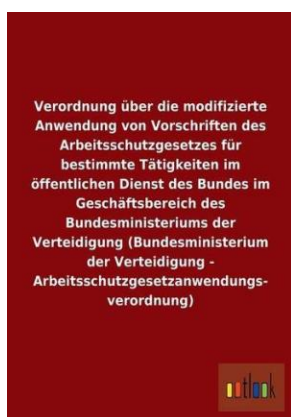 Verordnung über die modifizierte
Anwendung von Vorschriften des
Arbeitsschutzgesetzes für
bestimmte Tätigkeiten im
öffentlichen Dienst des Bundes im
Geschäftsbereich des
Bundesministeriums der
Verteidigung (Bundesministerium
der Verteidigung -
Arbeitsschutzgesetzanwendungs-
verordnung)
outlook